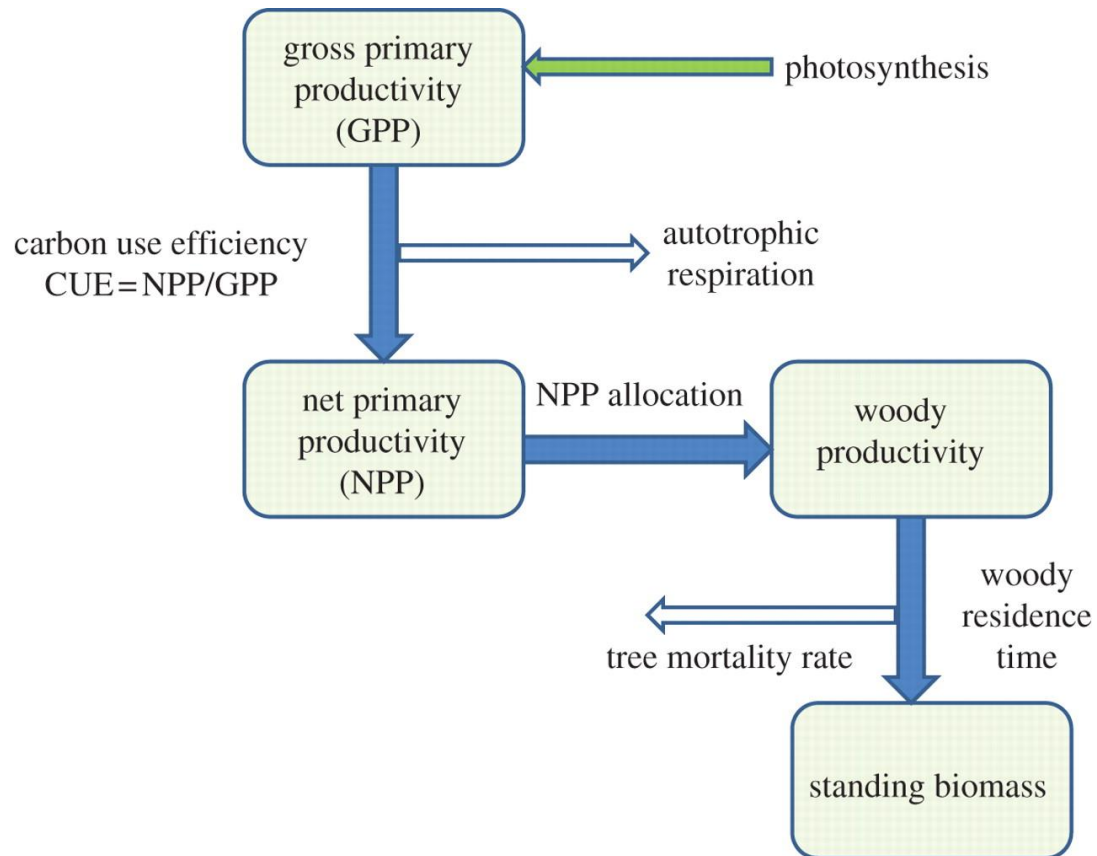 gross primary
productivity
(GPP)
photosynthesis
carbon use efficiency
CUE=NPP/GPP
autotrophic
respiration
net primary
productivity
(NPP)
NPP allocation
woody
productivity
tree mortality rate
woody
residence
time
standing biomass